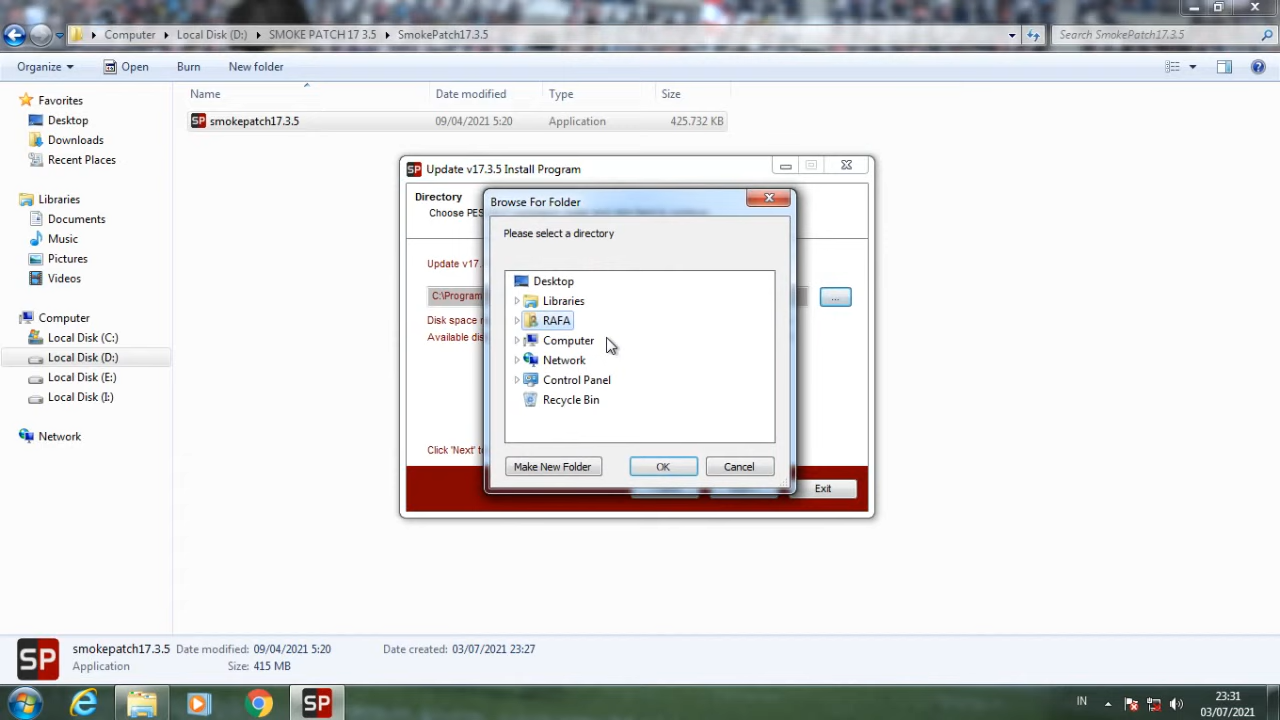 Computer
Local Disk (D:)
SMOKE PATCH 17 3.5
SmokePatch17.3.5
Search SmokePatch17.3.5
Organize
Open
Burn
New folder
Favorites
Desktop
Downloads
Recent Places
Libraries
Documents
Music
Pictures
Videos
Computer
Local Disk (C:)
Local Disk (D:)
Local Disk (E:)
Local Disk (I:)
Network
Name
Date modified
Type
Size
SP smokepatch17.3.5
09/04/2021 5:20
Application
425.732 KB
SP Update v17.3.5 Install Program
Directory
Choose PES
Update v17.
C:\Program
...
Disk space
Available dis
Click 'Next' to
Exit
Browse For Folder
Please select a directory
Desktop
Libraries
RAFA
Computer
Network
Control Panel
Recycle Bin
Make New Folder
OK
Cancel
SP
smokepatch17.3.5
Date modified: 09/04/2021 5:20
Date created: 03/07/2021 23:27
Application
Size: 415 MB
SP
IN
23:31
03/07/2021